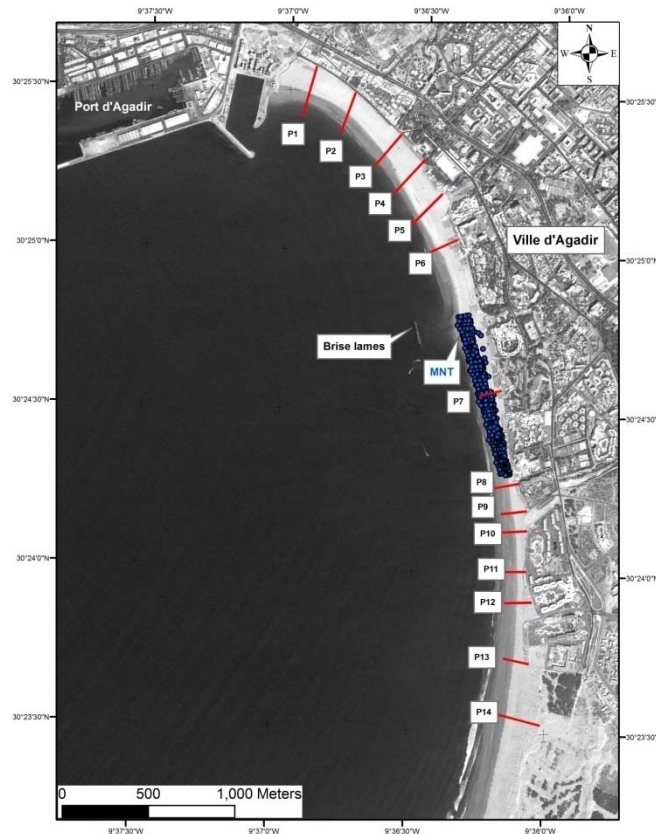 9°37'30"W 9°37'0"W 9°36'30"W 9°36'0"W
N
W E
S
30°25'30"N
30°25'30"N
Port d'Agadir
P1
P2
P3
P4
P5
P6
Ville d'Agadir
30°25'0"N
30°25'0"N
Brise lames
MNT
P7
30°24'30"N
30°24'30"N
P8
P9
P10
P11
P12
30°24'0"N
30°24'0"N
P13
P14
30°23'30"N
30°23'30"N
0 500 1,000 Meters
9°37'30"W 9°37'0"W 9°36'30"W 9°36'0"W